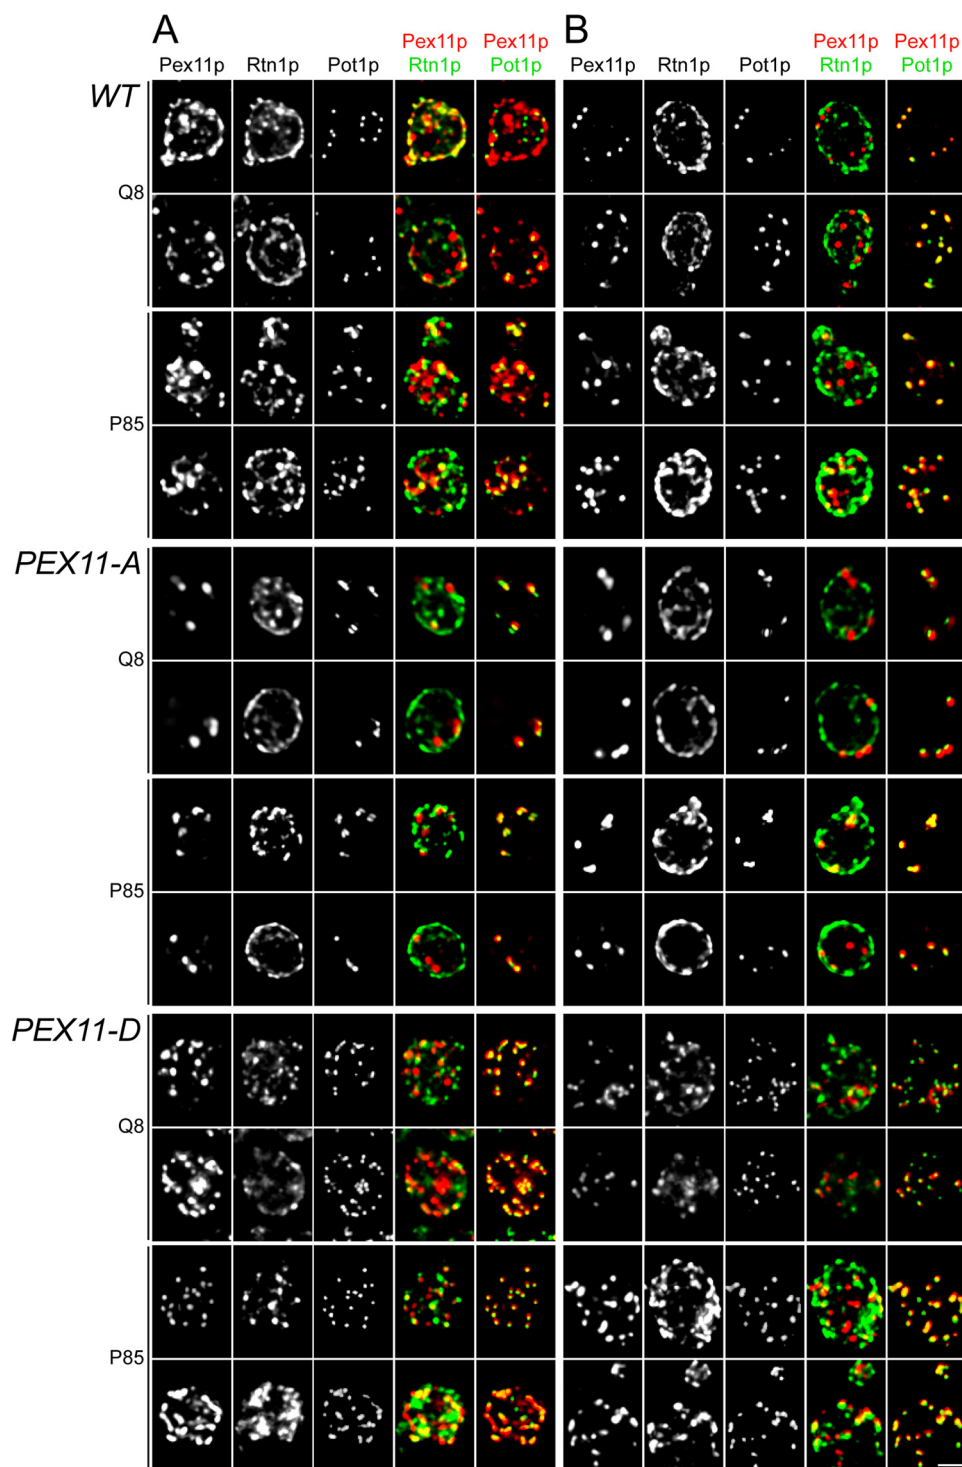 A B
Pex11p Pex11p Pex11p Pex11p
Pex11p Rtn1p Pot1p Rtn1p Pot1p Pex11p Rtn1p Pot1p Rtn1p Pot1p
WT
Q8
P85
PEX11-A
Q8
P85
PEX11-D
Q8
P85